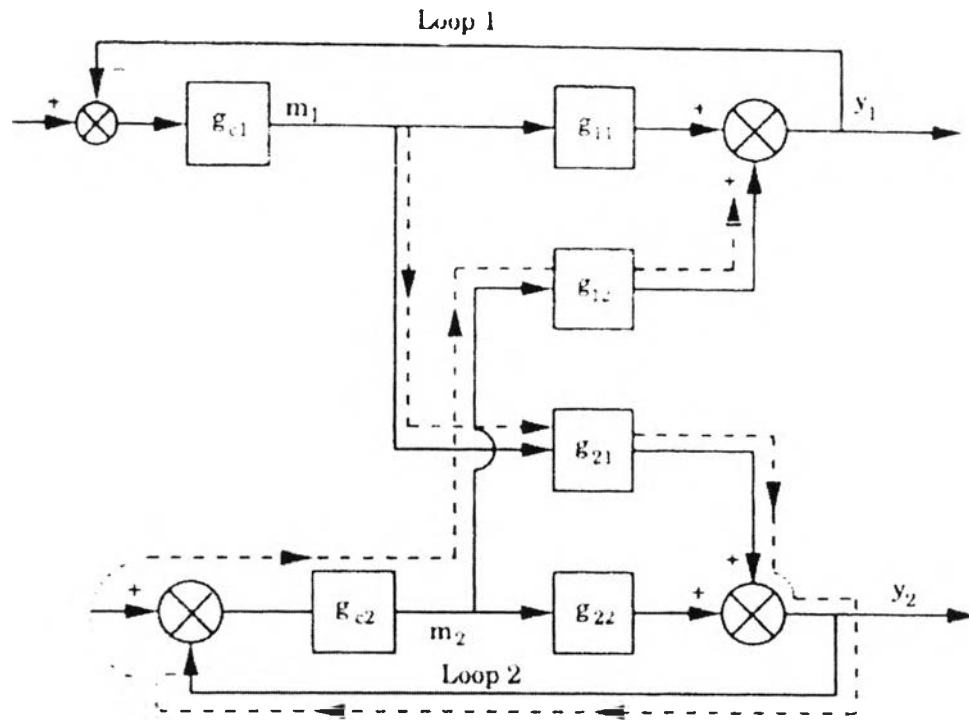 Loop 1
+
−
g_c1
m_1
g_11
+
y_1
+
g_12
g_21
+
g_c2
m_2
g_22
+
+
y_2
Loop 2